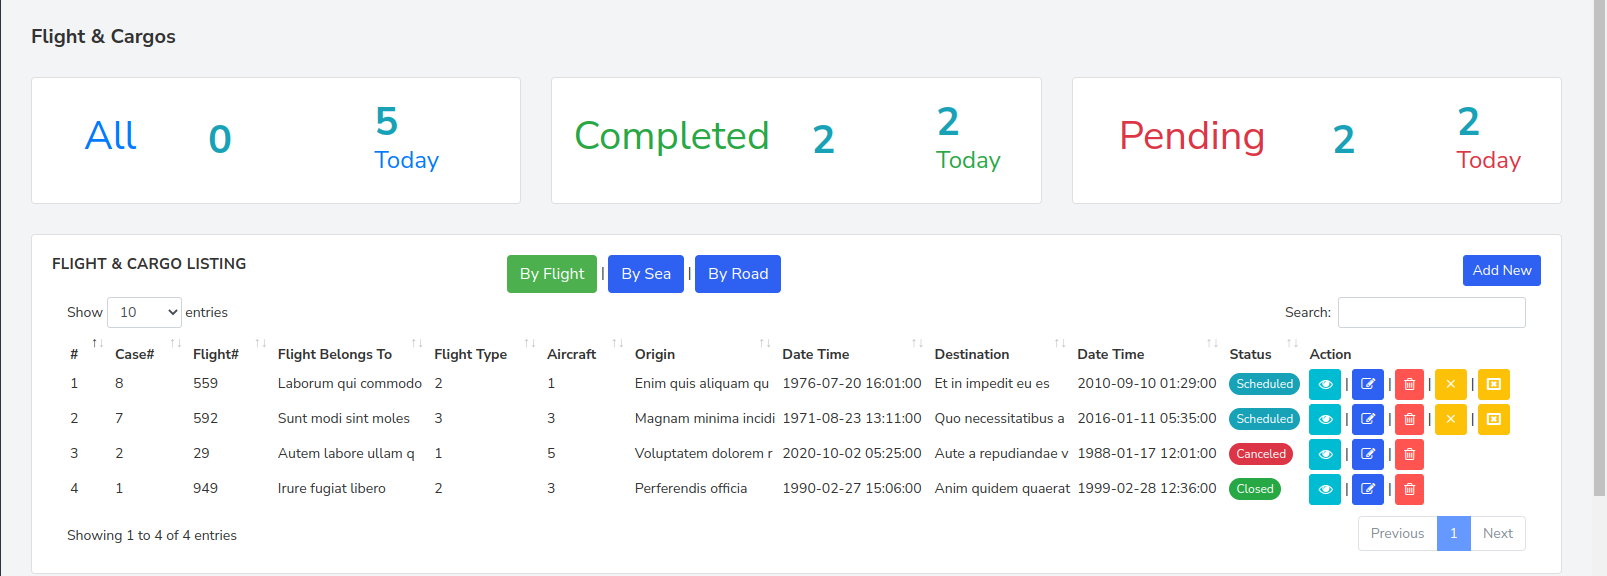 Flight & Cargos
All 0 5 Today
Completed 2 2 Today
Pending 2 2 Today
FLIGHT & CARGO LISTING By Flight | By Sea | By Road Add New
Show 10 entries Search:
# Case# Flight# Flight Belongs To Flight Type Aircraft Origin Date Time Destination Date Time Status Action
1 8 559 Laborum qui commodo 2 1 Enim quis aliquam qu 1976-07-20 16:01:00 Et in impedit eu es 2010-09-10 01:29:00 Scheduled | | | |
2 7 592 Sunt modi sint moles 3 3 Magnam minima incidi 1971-08-23 13:11:00 Quo necessitatibus a 2016-01-11 05:35:00 Scheduled | | | |
3 2 29 Autem labore ullam q 1 5 Voluptatem dolorem r 2020-10-02 05:25:00 Aute a repudiandae v 1988-01-17 12:01:00 Canceled | |
4 1 949 Irure fugiat libero 2 3 Perferendis officia 1990-02-27 15:06:00 Anim quidem quaerat 1999-02-28 12:36:00 Closed | |
Showing 1 to 4 of 4 entries Previous 1 Next